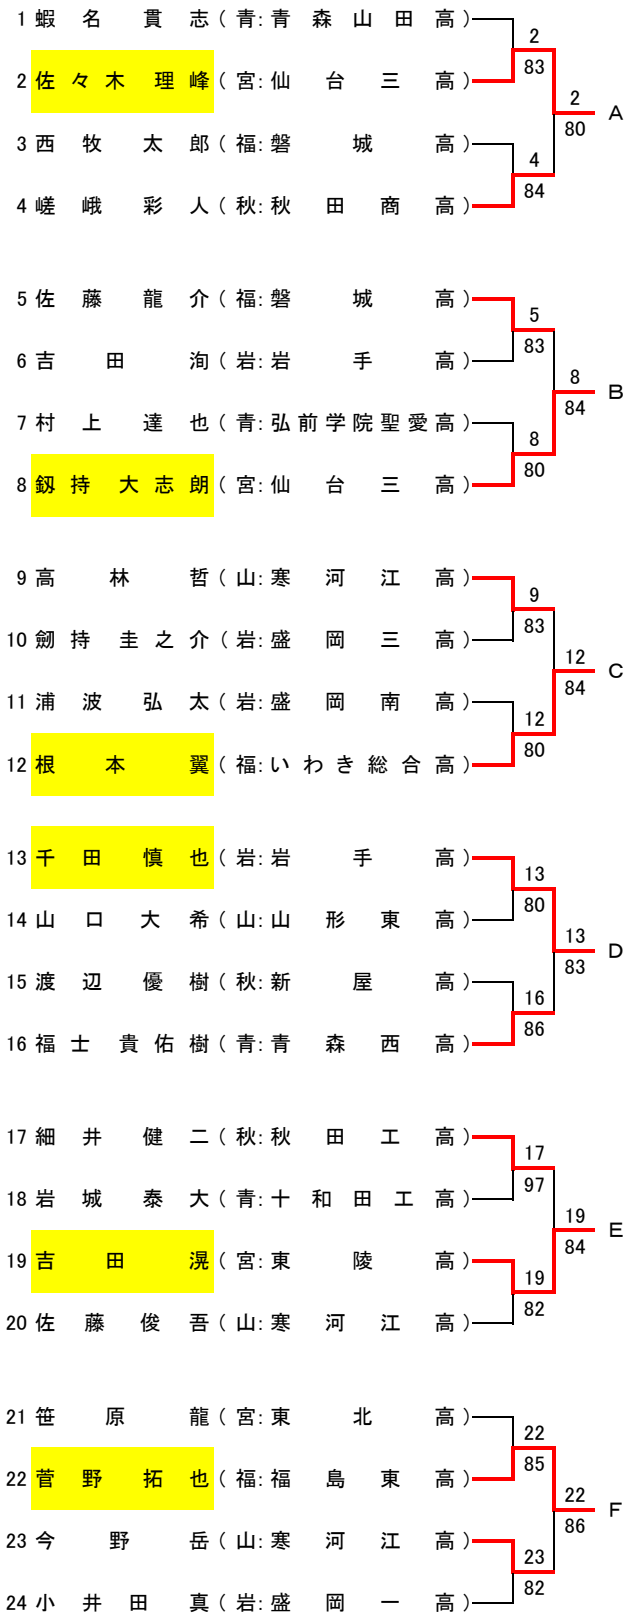 1 蝦名貫志 (青:青森山田高)
2
83
2 佐々木理峰 (宮:仙台三高)
2
80
A
3 西牧太郎 (福:磐城高)
4
84
4 嵯峨彩人 (秋:秋田商高)
5 佐藤龍介 (福:磐城高)
5
83
6 吉田洵 (岩:岩手高)
8
84
B
7 村上達也 (青:弘前学院聖愛高)
8
80
8 釼持大志朗 (宮:仙台三高)
9 高林哲 (山:寒河江高)
9
83
10 劒持圭之介 (岩:盛岡三高)
12
84
C
11 浦波弘太 (岩:盛岡南高)
12
80
12 根本翼 (福:いわき総合高)
13 千田慎也 (岩:岩手高)
13
80
14 山口大希 (山:山形東高)
13
83
D
15 渡辺優樹 (秋:新屋高)
16
86
16 福士貴佑樹 (青:青森西高)
17 細井健二 (秋:秋田工高)
17
97
18 岩城泰大 (青:十和田工高)
19
84
E
19 吉田滉 (宮:東陵高)
19
82
20 佐藤俊吾 (山:寒河江高)
21 笹原龍 (宮:東北高)
22
85
22 菅野拓也 (福:福島東高)
22
86
F
23 今野岳 (山:寒河江高)
23
82
24 小井田真 (岩:盛岡一高)